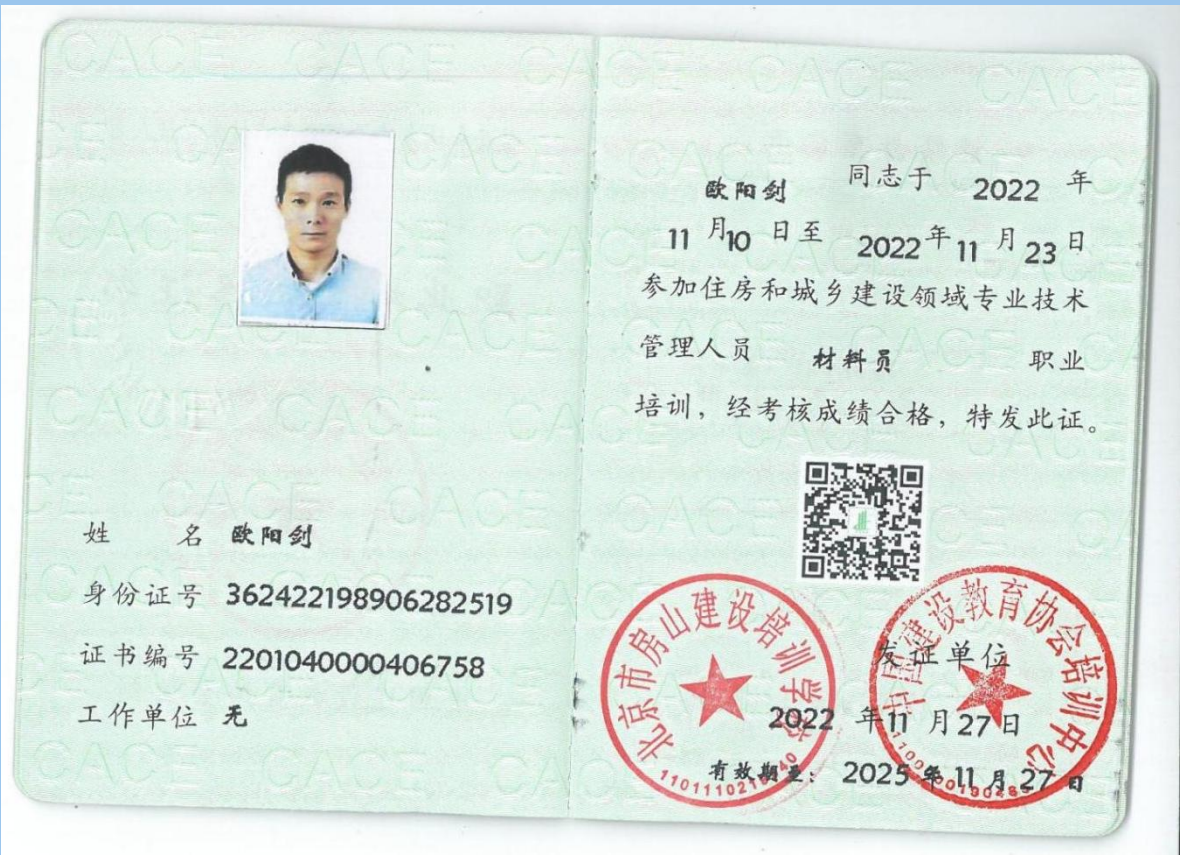 姓 名 欧阳剑
身份证号 362422198906282519
证书编号 2201040000406758
工作单位 无
欧阳剑 同志于 2022 年
11 月10 日至 2022年11 月23 日
参加住房和城乡建设领域专业技术
管理人员 材料员 职业
培训，经考核成绩合格，特发此证。
北京市房山建设培训学校
中国建设教育协会培训中心
发证单位
2022 年11 月27日
有效期至： 2025 年 11 月 27 日
CACE